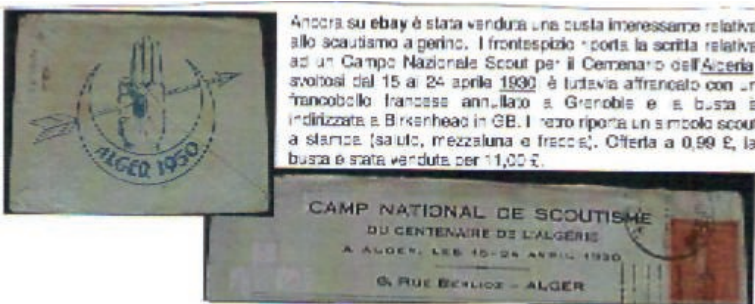 Ancora su ebay è stata venduta una busta interessante relativa
allo scautismo algerino. Il frontespizio riporta la scritta relativa
ad un Campo Nazionale Scout per il Centenario dell'Algeria
svoltosi dal 15 al 24 aprile 1930, è tuttavia affrancato con un
francobollo francese annullato a Grenoble e la busta è
indirizzata a Birkenhead in GB. Il retro riporta un simbolo scout
a stampa (saluto, mezzaluna e freccia). Offerta a 0,99 £, la
busta è stata venduta per 11,00 £.
ALGER 1930
CAMP NATIONAL DE SCOUTISME
DU CENTENAIRE DE L'ALGÉRIE
A ALGER, LES 15-24 AVRIL 1930
6, RUE BERLIOZ - ALGER